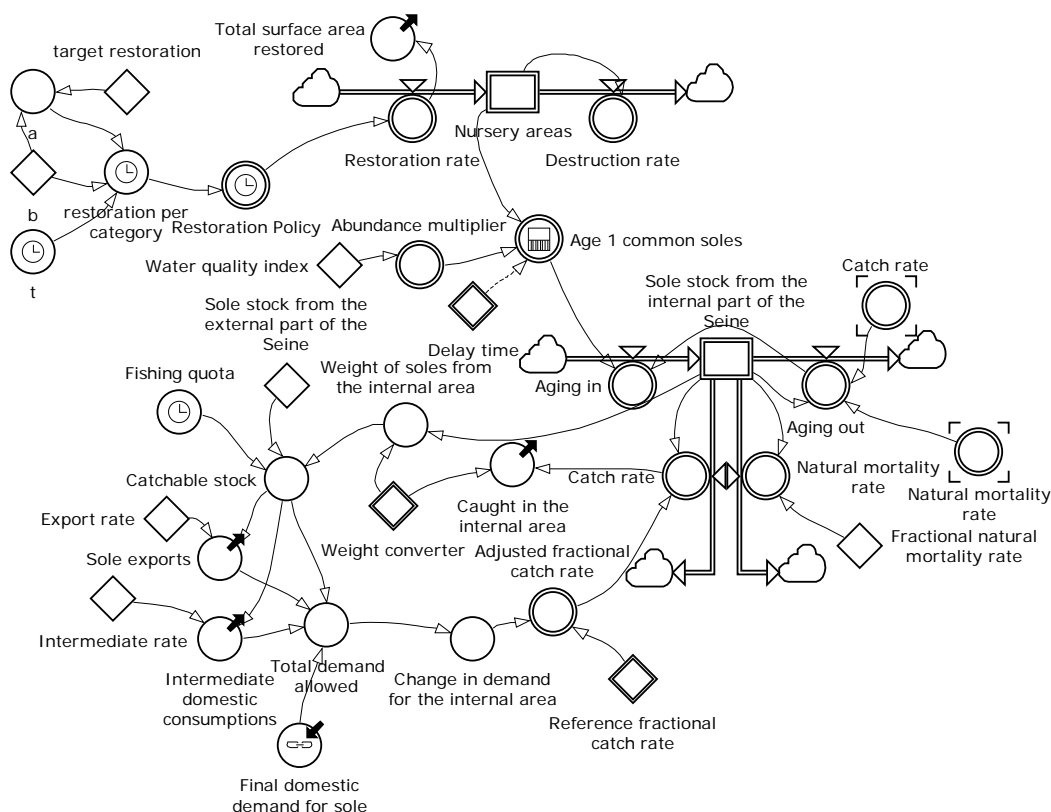 Total surface area
restored
target restoration
a
Nursery areas
Restoration rate
Destruction rate
b
restoration per
category
Restoration Policy
Abundance multiplier
Age 1 common soles
Water quality index
t
Sole stock from the
external part of the
Seine
Sole stock from the
internal part of the
Seine
Catch rate
Delay time
Fishing quota
Weight of soles from
the internal area
Aging in
Aging out
Catchable stock
Catch rate
Natural mortality
rate
Natural mortality
rate
Export rate
Caught in the
internal area
Weight converter
Sole exports
Adjusted fractional
catch rate
Fractional natural
mortality rate
Intermediate rate
Total demand
allowed
Intermediate
domestic
consumptions
Change in demand
for the internal area
Reference fractional
catch rate
Final domestic
demand for sole